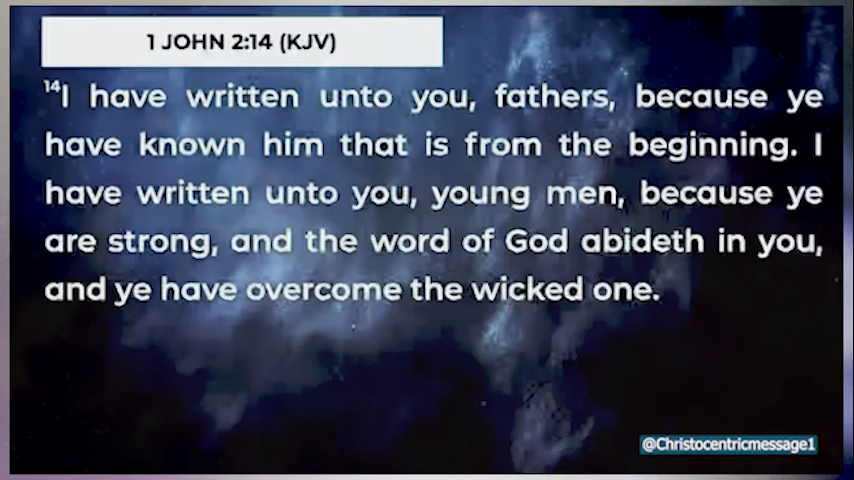 1 JOHN 2:14 (KJV)
14I have written unto you, fathers, because ye
have known him that is from the beginning. I
have written unto you, young men, because ye
are strong, and the word of God abideth in you,
and ye have overcome the wicked one.
@Christocentricmessage1